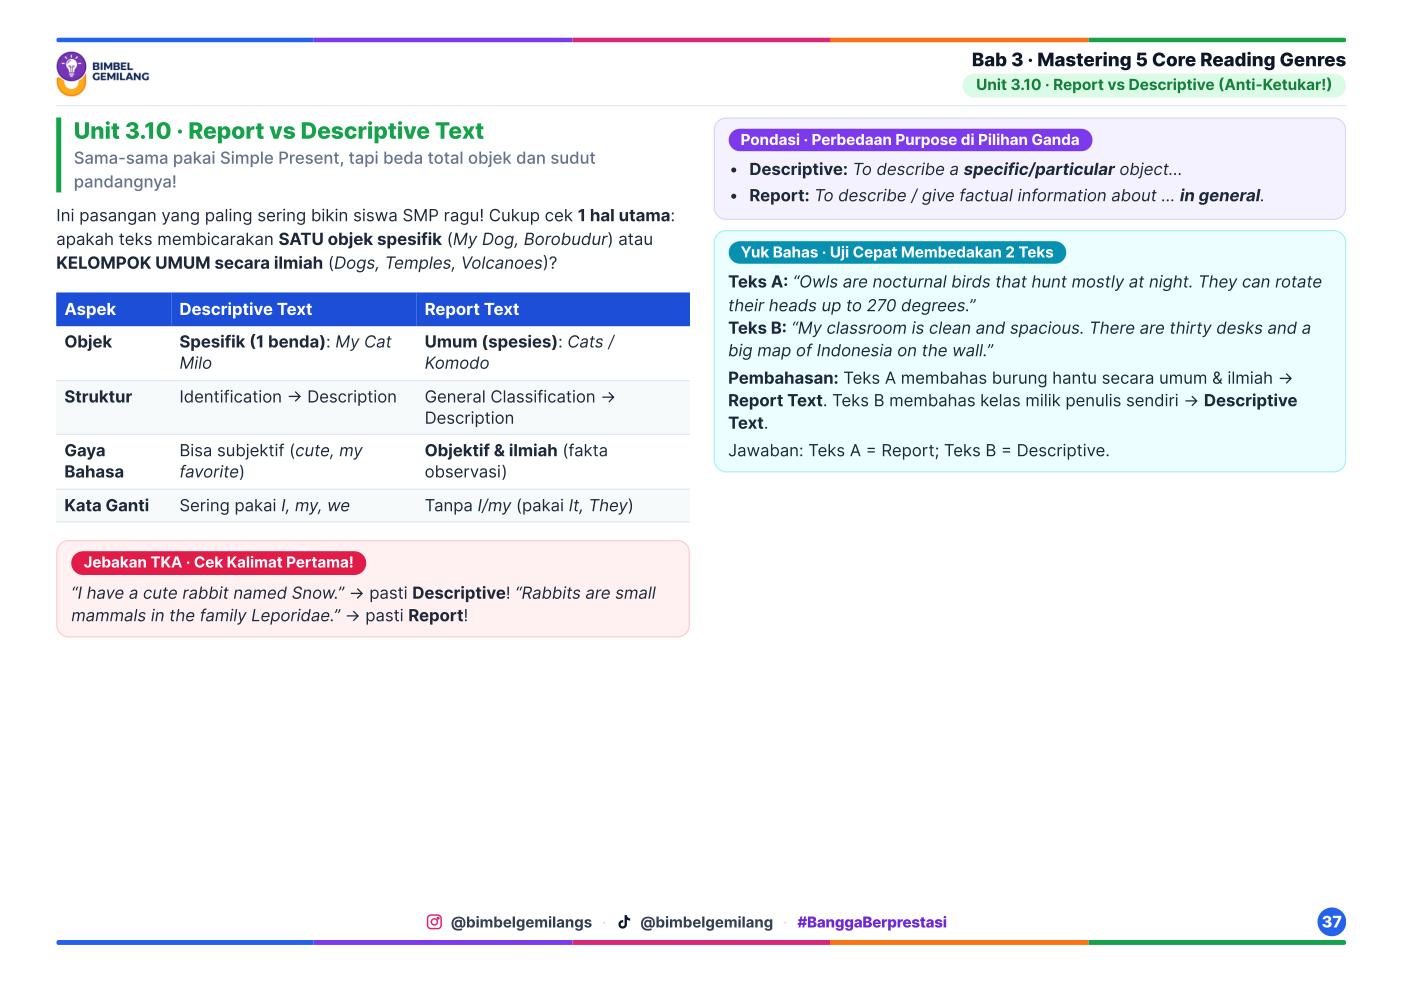 BIMBEL
GEMILANG
Bab 3 · Mastering 5 Core Reading Genres
Unit 3.10 · Report vs Descriptive (Anti-Ketukar!)
Unit 3.10 · Report vs Descriptive Text
Sama-sama pakai Simple Present, tapi beda total objek dan sudut
pandangnya!
Ini pasangan yang paling sering bikin siswa SMP ragu! Cukup cek 1 hal utama:
apakah teks membicarakan SATU objek spesifik (My Dog, Borobudur) atau
KELOMPOK UMUM secara ilmiah (Dogs, Temples, Volcanoes)?
Aspek Descriptive Text Report Text
Objek Spesifik (1 benda): My Cat Umum (spesies): Cats /
Milo Komodo
Struktur Identification → Description General Classification →
Description
Gaya Bisa subjektif (cute, my Objektif & ilmiah (fakta
Bahasa favorite) observasi)
Kata Ganti Sering pakai I, my, we Tanpa I/my (pakai It, They)
Jebakan TKA · Cek Kalimat Pertama!
“I have a cute rabbit named Snow.” → pasti Descriptive! “Rabbits are small
mammals in the family Leporidae.” → pasti Report!
Pondasi · Perbedaan Purpose di Pilihan Ganda
• Descriptive: To describe a specific/particular object...
• Report: To describe / give factual information about ... in general.
Yuk Bahas · Uji Cepat Membedakan 2 Teks
Teks A: “Owls are nocturnal birds that hunt mostly at night. They can rotate
their heads up to 270 degrees.”
Teks B: “My classroom is clean and spacious. There are thirty desks and a
big map of Indonesia on the wall.”
Pembahasan: Teks A membahas burung hantu secara umum & ilmiah →
Report Text. Teks B membahas kelas milik penulis sendiri → Descriptive
Text.
Jawaban: Teks A = Report; Teks B = Descriptive.
@bimbelgemilangs · @bimbelgemilang · #BanggaBerprestasi
37